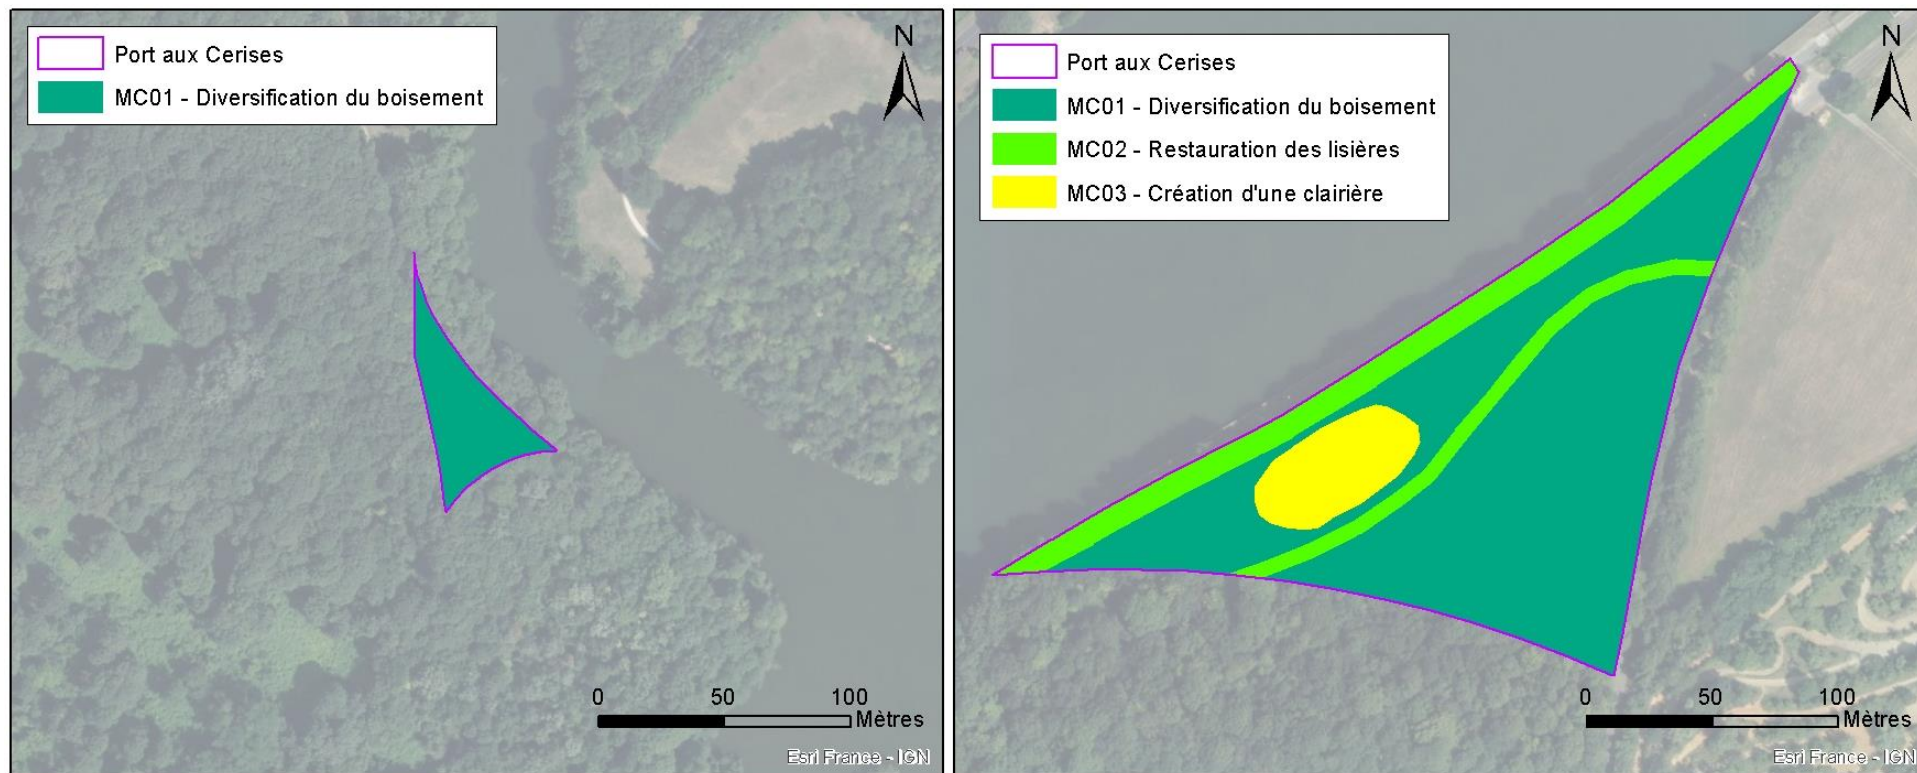 Port aux Cerises
MC01 - Diversification du boisement
N
0 50 100
Mètres
Esri France - IGN
Port aux Cerises
MC01 - Diversification du boisement
MC02 - Restauration des lisières
MC03 - Création d'une clairière
N
0 50 100
Mètres
Esri France - IGN